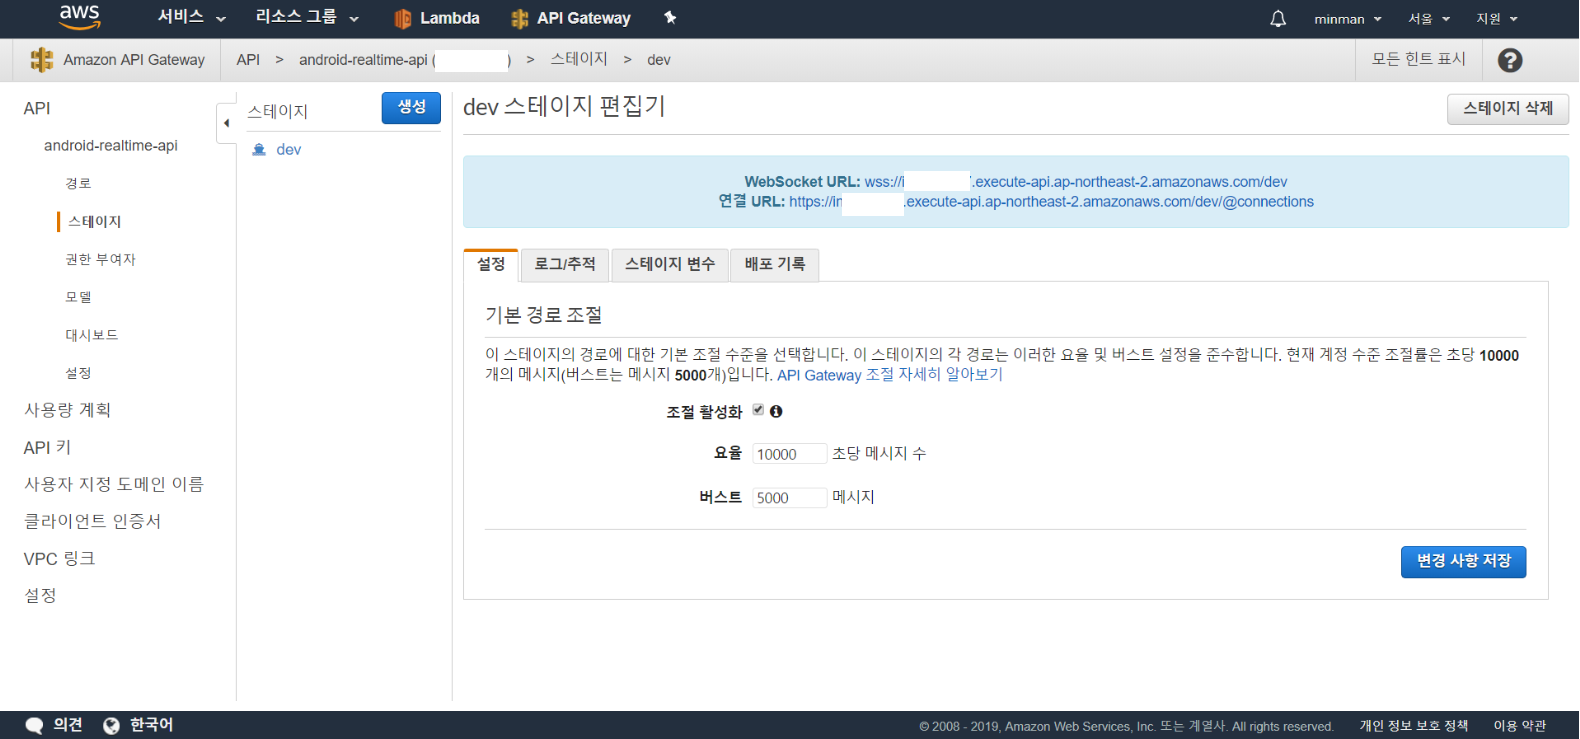 aws 서비스 리소스 그룹 Lambda API Gateway minman 서울 지원
Amazon API Gateway API > android-realtime-api ( ) > 스테이지 > dev 모든 힌트 표시 ?
API
android-realtime-api
경로
스테이지
권한 부여자
모델
대시보드
설정
사용량 계획
API 키
사용자 지정 도메인 이름
클라이언트 인증서
VPC 링크
설정
스테이지 생성
dev
dev 스테이지 편집기 스테이지 삭제
WebSocket URL: wss://i .execute-api.ap-northeast-2.amazonaws.com/dev
연결 URL: https://in .execute-api.ap-northeast-2.amazonaws.com/dev/@connections
설정 로그/추적 스테이지 변수 배포 기록
기본 경로 조절
이 스테이지의 경로에 대한 기본 조절 수준을 선택합니다. 이 스테이지의 각 경로는 이러한 요율 및 버스트 설정을 준수합니다. 현재 계정 수준 조절률은 초당 10000
개의 메시지(버스트는 메시지 5000개)입니다. API Gateway 조절 자세히 알아보기
조절 활성화
요율 10000 초당 메시지 수
버스트 5000 메시지
변경 사항 저장
의견 한국어 © 2008 - 2019, Amazon Web Services, Inc. 또는 계열사. All rights reserved. 개인 정보 보호 정책 이용 약관